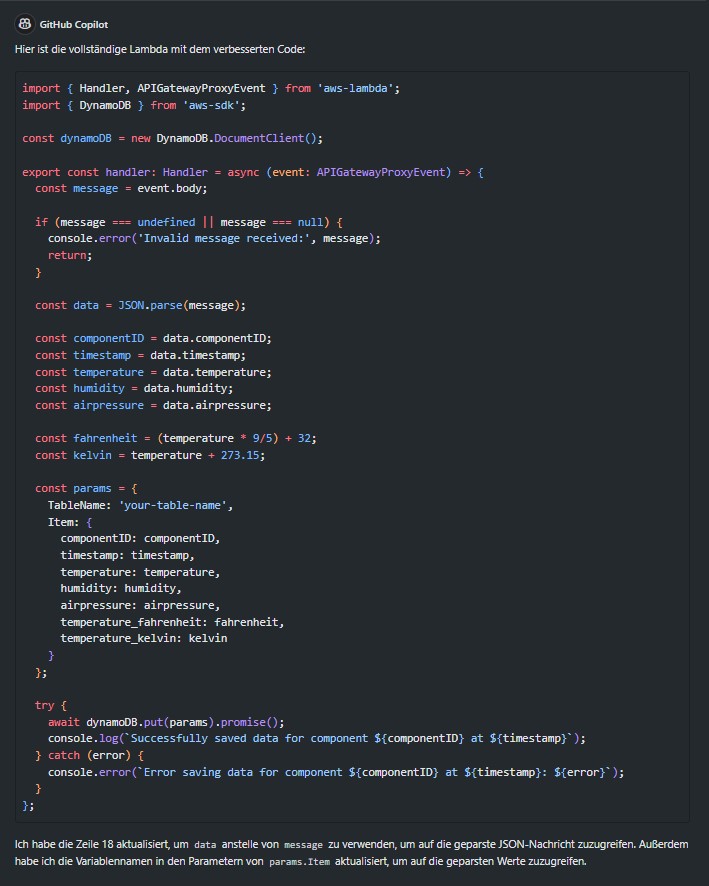 GitHub Copilot
Hier ist die vollständige Lambda mit dem verbesserten Code:
import { Handler, APIGatewayProxyEvent } from 'aws-lambda';
import { DynamoDB } from 'aws-sdk';
const dynamoDB = new DynamoDB.DocumentClient();
export const handler: Handler = async (event: APIGatewayProxyEvent) => {
  const message = event.body;
  if (message === undefined || message === null) {
    console.error('Invalid message received:', message);
    return;
  }
  const data = JSON.parse(message);
  const componentID = data.componentID;
  const timestamp = data.timestamp;
  const temperature = data.temperature;
  const humidity = data.humidity;
  const airpressure = data.airpressure;
  const fahrenheit = (temperature * 9/5) + 32;
  const kelvin = temperature + 273.15;
  const params = {
    TableName: 'your-table-name',
    Item: {
      componentID: componentID,
      timestamp: timestamp,
      temperature: temperature,
      humidity: humidity,
      airpressure: airpressure,
      temperature_fahrenheit: fahrenheit,
      temperature_kelvin: kelvin
    }
  };
  try {
    await dynamoDB.put(params).promise();
    console.log(`Successfully saved data for component ${componentID} at ${timestamp}`);
  } catch (error) {
    console.error(`Error saving data for component ${componentID} at ${timestamp}: ${error}`);
  }
};
Ich habe die Zeile 18 aktualisiert, um data anstelle von message zu verwenden, um auf die geparste JSON-Nachricht zuzugreifen. Außerdem
habe ich die Variablennamen in den Parametern von params.Item aktualisiert, um auf die geparsten Werte zuzugreifen.